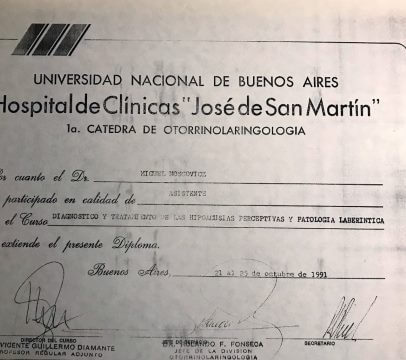 UNIVERSIDAD NACIONAL DE BUENOS AIRES
Hospital de Clínicas "José de San Martín"
1a. CATEDRA DE OTORRINOLARINGOLOGIA
or cuanto el Dr. MIGUEL MOSCOVICZ
participado en calidad de ASISTENTE
el Curso DIAGNOSTICO Y TRATAMIENTO DE LAS HIPOACUSIAS PERCEPTIVAS Y PATOLOGIA LABERINTICA
extiende el presente Diploma.
Buenos Aires, 21 al 25 de octubre de 1991
DIRECTOR DEL CURSO
VICENTE GUILLERMO DIAMANTE
PROFESOR REGULAR ADJUNTO
F. FONSECA
JEFE DE LA DIVISION
OTORRINOLARINGOLOGIA
SECRETARIO